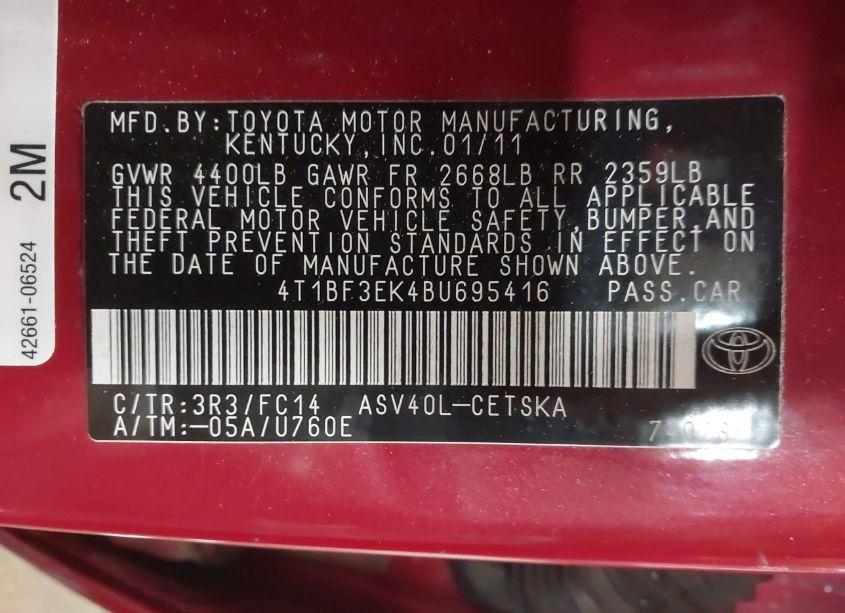 2M
42661-06524
MFD.BY:TOYOTA MOTOR MANUFACTURING,
KENTUCKY,INC.01/11
GVWR 4400LB GAWR FR 2668LB RR 2359LB
THIS VEHICLE CONFORMS TO ALL APPLICABLE
FEDERAL MOTOR VEHICLE SAFETY,BUMPER,AND
THEFT PREVENTION STANDARDS IN EFFECT ON
THE DATE OF MANUFACTURE SHOWN ABOVE.
4T1BF3EK4BU695416 PASS.CAR
C/TR:3R3/FC14 ASV40L-CETSKA
A/TM:-05A/U760E